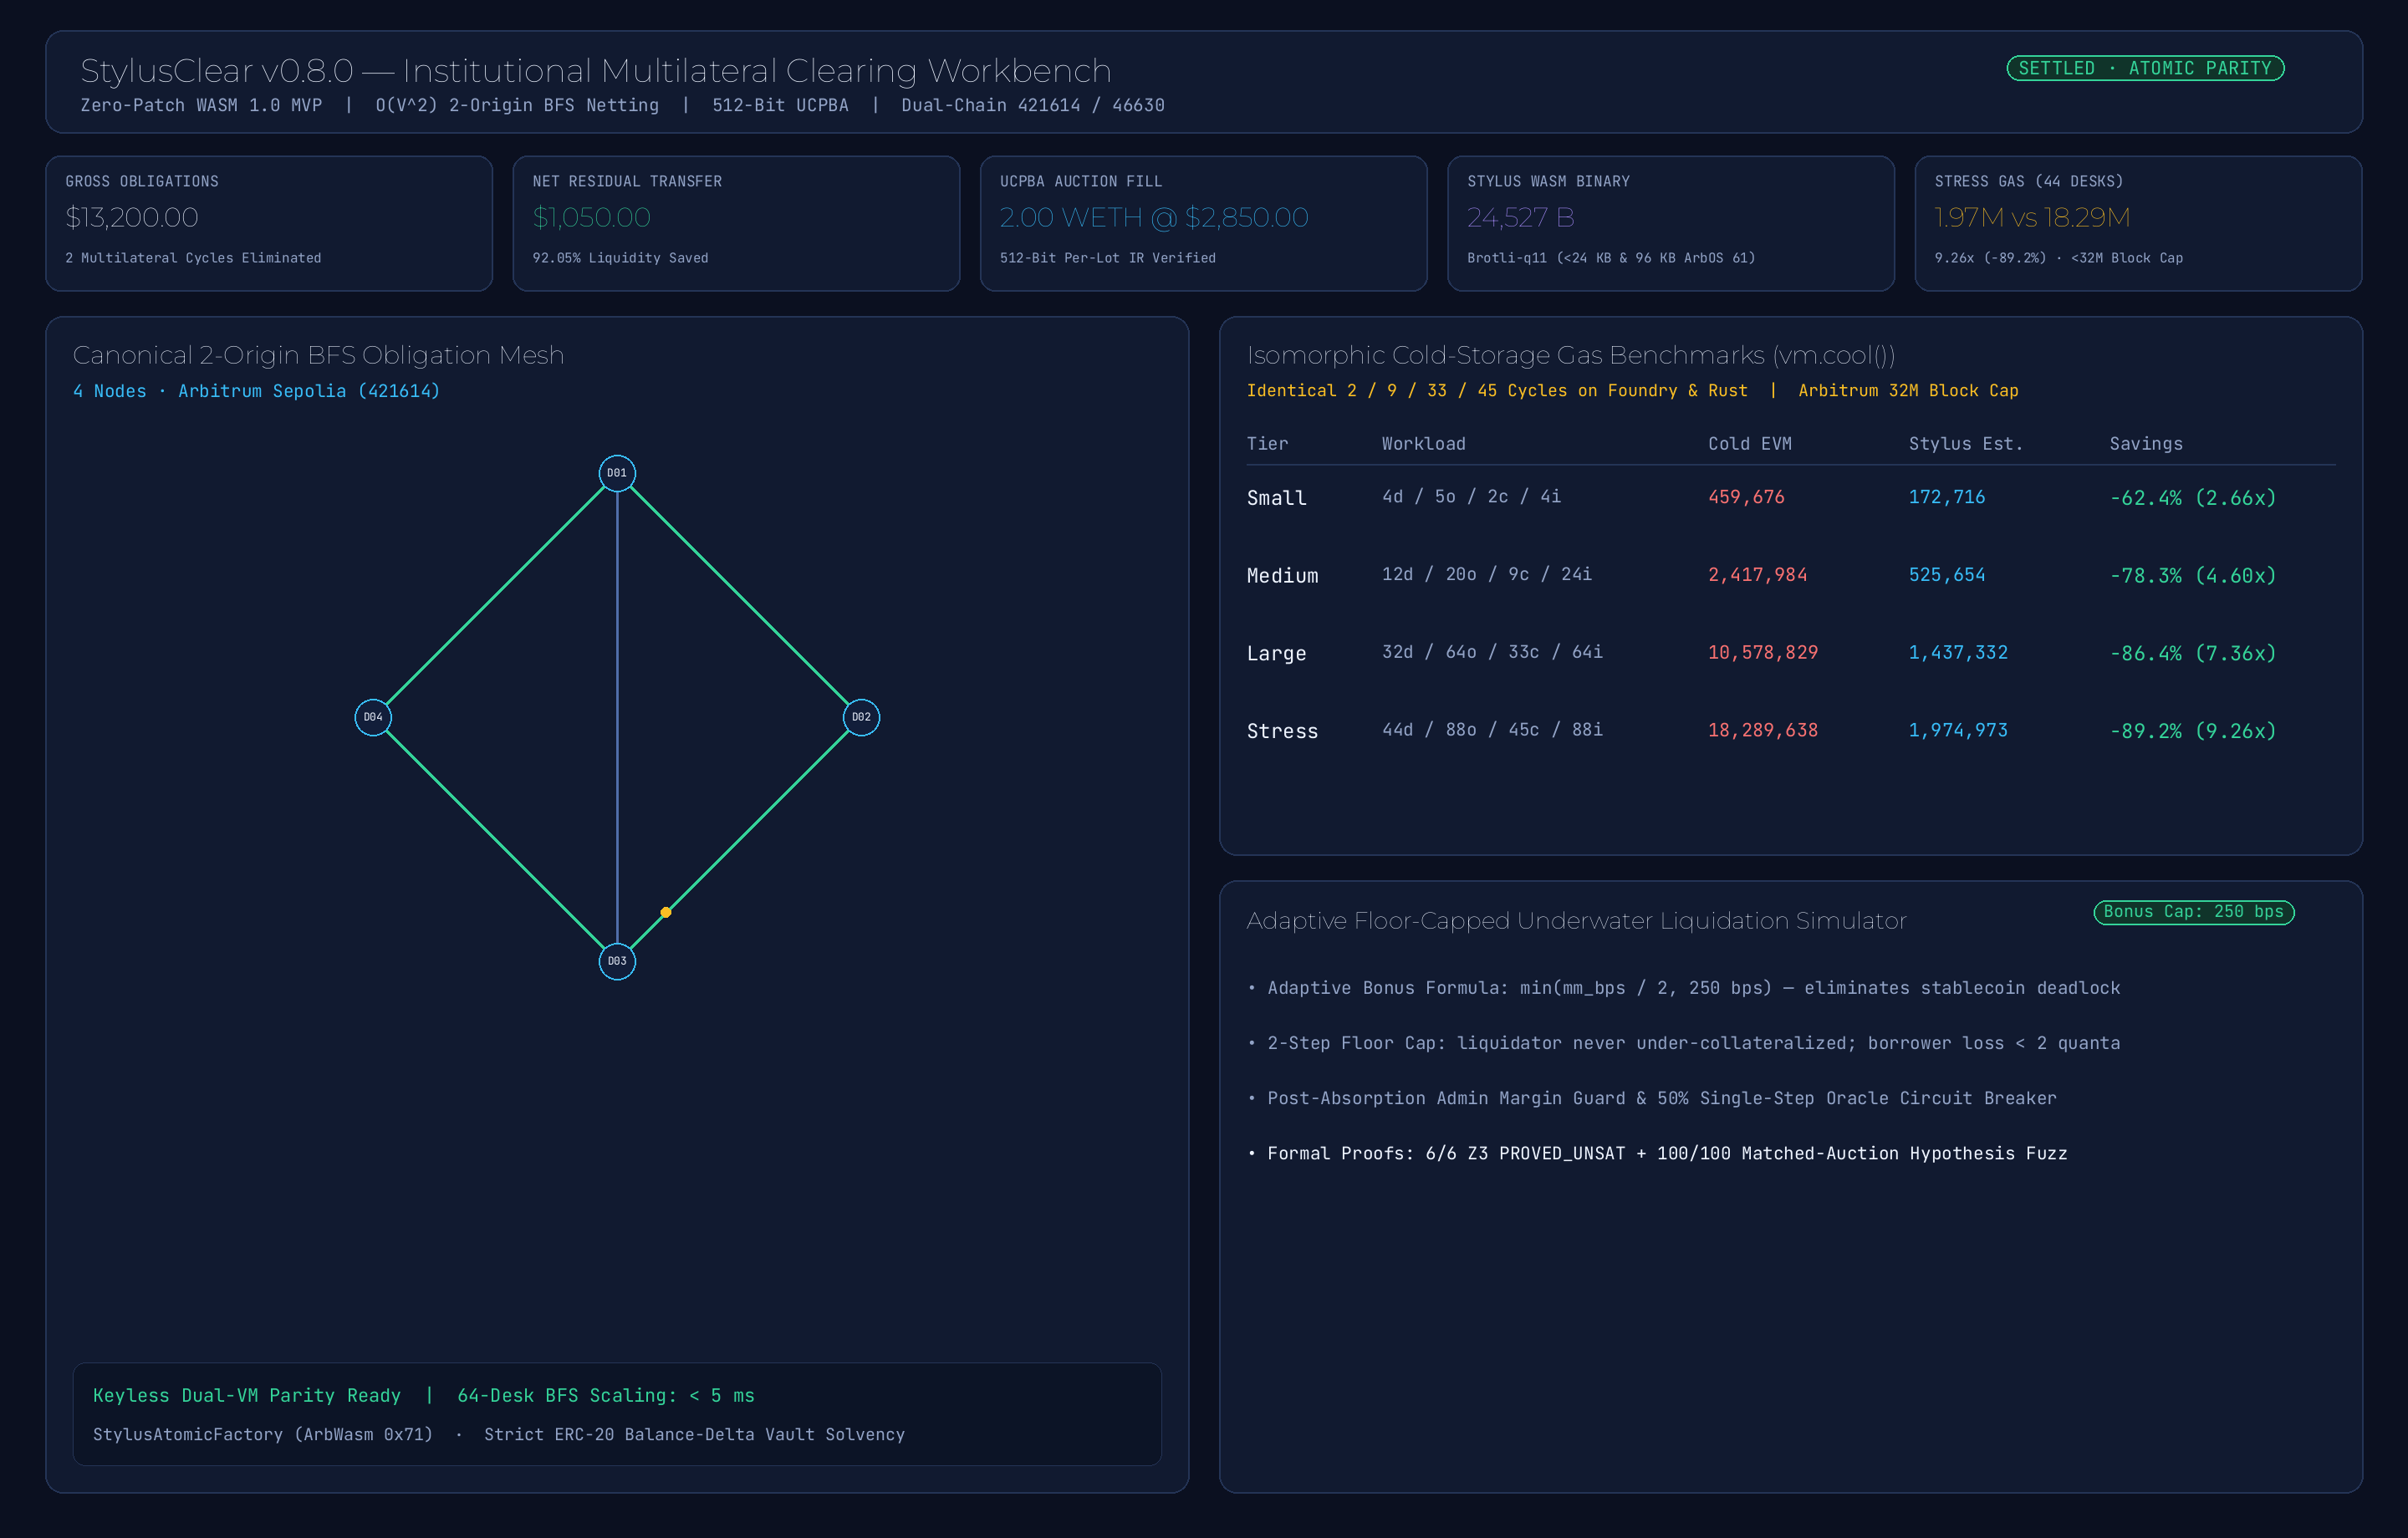 StylusClear v0.8.0 — Institutional Multilateral Clearing Workbench
SETTLED · ATOMIC PARITY
Zero-Patch WASM 1.0 MVP | O(V^2) 2-Origin BFS Netting | 512-Bit UCPBA | Dual-Chain 421614 / 46630
GROSS OBLIGATIONS
$13,200.00
2 Multilateral Cycles Eliminated
NET RESIDUAL TRANSFER
$1,050.00
92.05% Liquidity Saved
UCPBA AUCTION FILL
2.00 WETH @ $2,850.00
512-Bit Per-Lot IR Verified
STYLUS WASM BINARY
24,527 B
Brotli-q11 (<24 KB & 96 KB ArbOS 61)
STRESS GAS (44 DESKS)
1.97M vs 18.29M
9.26x (-89.2%) · <32M Block Cap
Canonical 2-Origin BFS Obligation Mesh
4 Nodes · Arbitrum Sepolia (421614)
D01
D04
D02
D03
Keyless Dual-VM Parity Ready | 64-Desk BFS Scaling: < 5 ms
StylusAtomicFactory (ArbWasm 0x71) · Strict ERC-20 Balance-Delta Vault Solvency
Isomorphic Cold-Storage Gas Benchmarks (vm.cool())
Identical 2 / 9 / 33 / 45 Cycles on Foundry & Rust | Arbitrum 32M Block Cap
Tier Workload Cold EVM Stylus Est. Savings
Small 4d / 5o / 2c / 4i 459,676 172,716 -62.4% (2.66x)
Medium 12d / 20o / 9c / 24i 2,417,984 525,654 -78.3% (4.60x)
Large 32d / 64o / 33c / 64i 10,578,829 1,437,332 -86.4% (7.36x)
Stress 44d / 88o / 45c / 88i 18,289,638 1,974,973 -89.2% (9.26x)
Adaptive Floor-Capped Underwater Liquidation Simulator
Bonus Cap: 250 bps
• Adaptive Bonus Formula: min(mm_bps / 2, 250 bps) — eliminates stablecoin deadlock
• 2-Step Floor Cap: liquidator never under-collateralized; borrower loss < 2 quanta
• Post-Absorption Admin Margin Guard & 50% Single-Step Oracle Circuit Breaker
• Formal Proofs: 6/6 Z3 PROVED_UNSAT + 100/100 Matched-Auction Hypothesis Fuzz